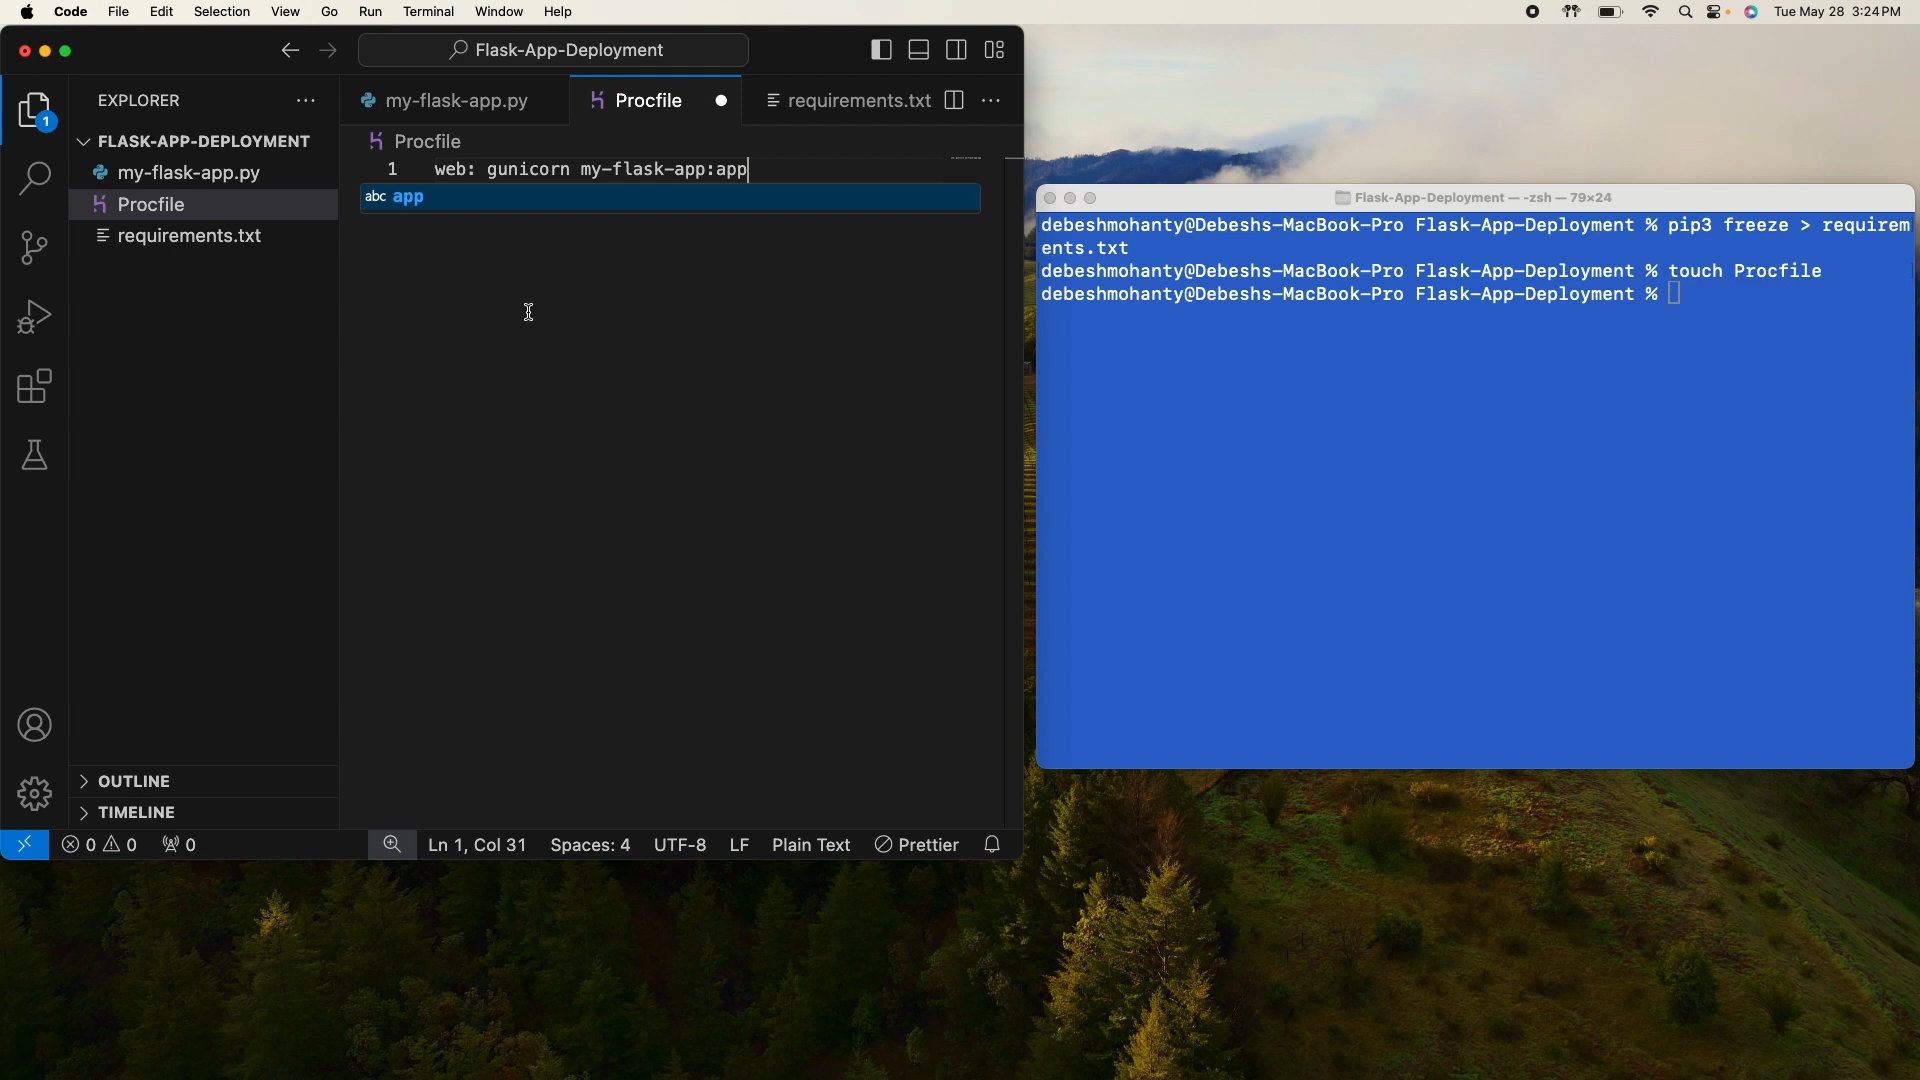 Code File Edit Selection View Go Run Terminal Window Help Tue May 28 3:24 PM
Flask-App-Deployment
EXPLORER
my-flask-app.py Procfile requirements.txt
1
FLASK-APP-DEPLOYMENT
my-flask-app.py
Procfile
requirements.txt
Procfile
1 web: gunicorn my-flask-app:app
abc app
OUTLINE
TIMELINE
0 0 0 Ln 1, Col 31 Spaces: 4 UTF-8 LF Plain Text Prettier
Flask-App-Deployment — -zsh — 79×24
debeshmohanty@Debeshs-MacBook-Pro Flask-App-Deployment % pip3 freeze > requirem
ents.txt
debeshmohanty@Debeshs-MacBook-Pro Flask-App-Deployment % touch Procfile
debeshmohanty@Debeshs-MacBook-Pro Flask-App-Deployment %